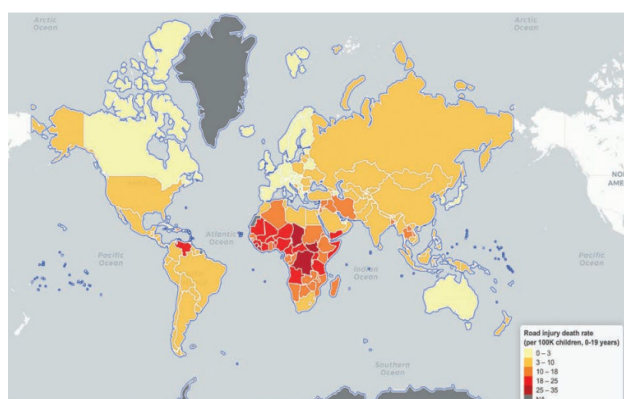 Arctic
Ocean
Arctic
Ocean
NO
AME
Atlantic
Ocean
Pacific
Ocean
Indian
Ocean
Pacific
Ocean
Southern
Ocean
Road injury death rate
(per 100K children, 0-19 years)
0 – 3
3 – 10
10 – 18
18 – 25
25 – 35